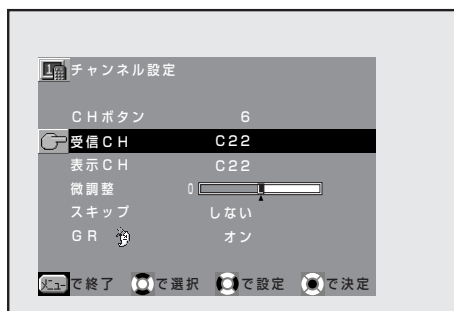 チャンネル設定
CHボタン 6
受信CH C22
表示CH C22
微調整 0
スキップ しない
GR オン
メニューで終了 で選択 で設定 で決定